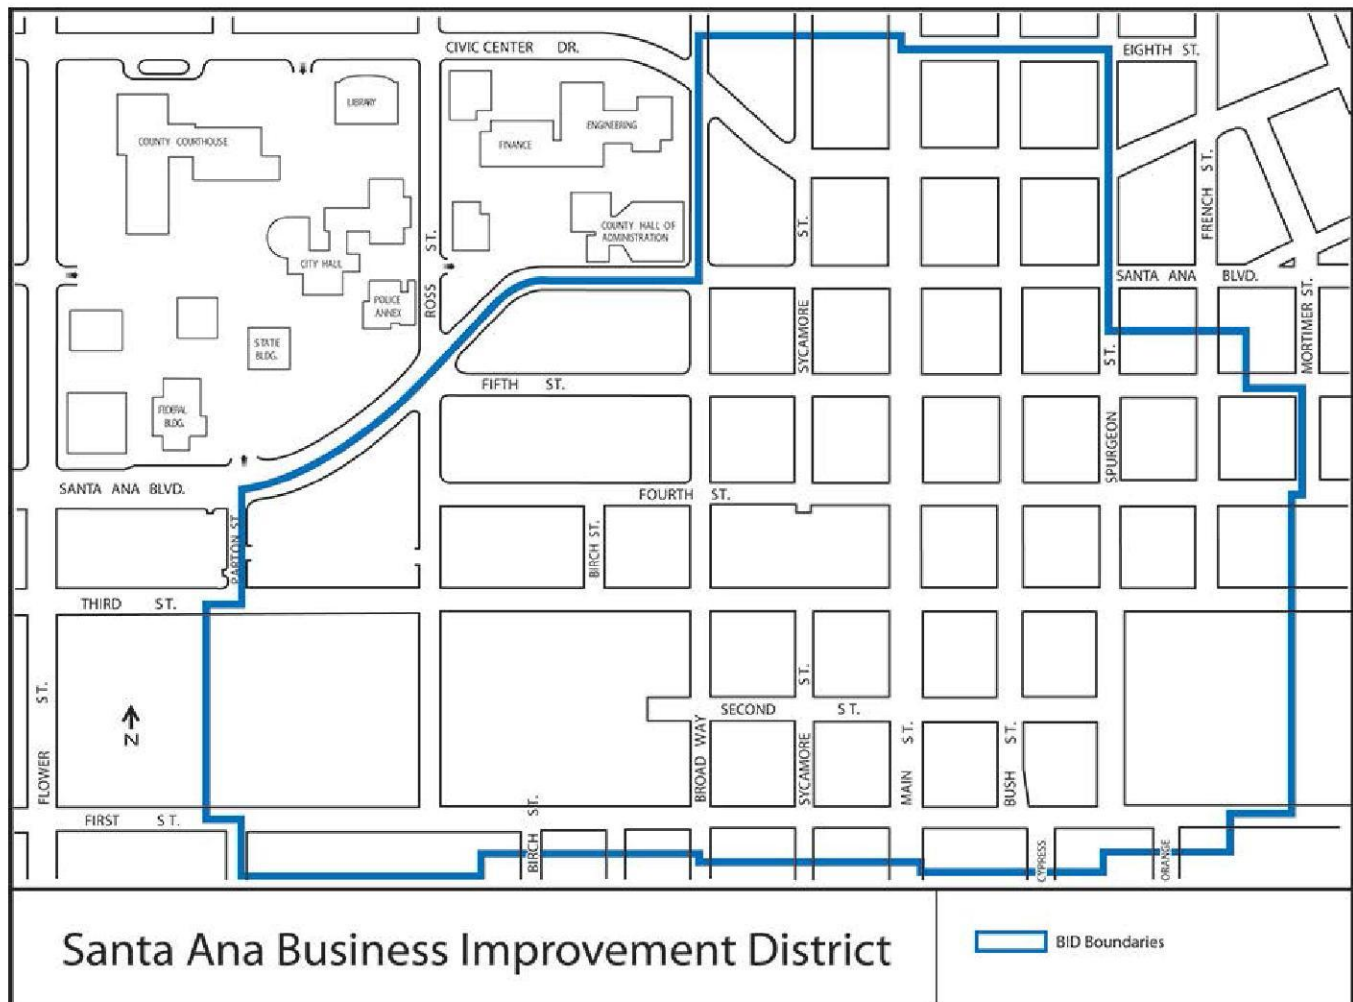 CIVIC CENTER DR.
EIGHTH ST.
LIBRARY
COUNTY COURTHOUSE
ENGINEERING
FINANCE
FRENCH ST.
COUNTY HALL OF
ADMINISTRATION
ST.
ROSS ST.
CITY HALL
SANTA ANA BLVD.
POLICE
ANNEX
SYCAMORE
MORTIMER ST.
STATE
BLDG.
ST.
FIFTH ST.
FEDERAL
BLDG.
SPURGEON
SANTA ANA BLVD.
FOURTH ST.
PARTON ST.
BIRCH ST.
THIRD ST.
ST.
FLOWER ST.
N
SECOND ST.
BROAD WAY
SYCAMORE
MAIN ST.
BUSH ST.
FIRST ST.
BIRCH ST.
CYPRESS
ORANGE
Santa Ana Business Improvement District
BID Boundaries